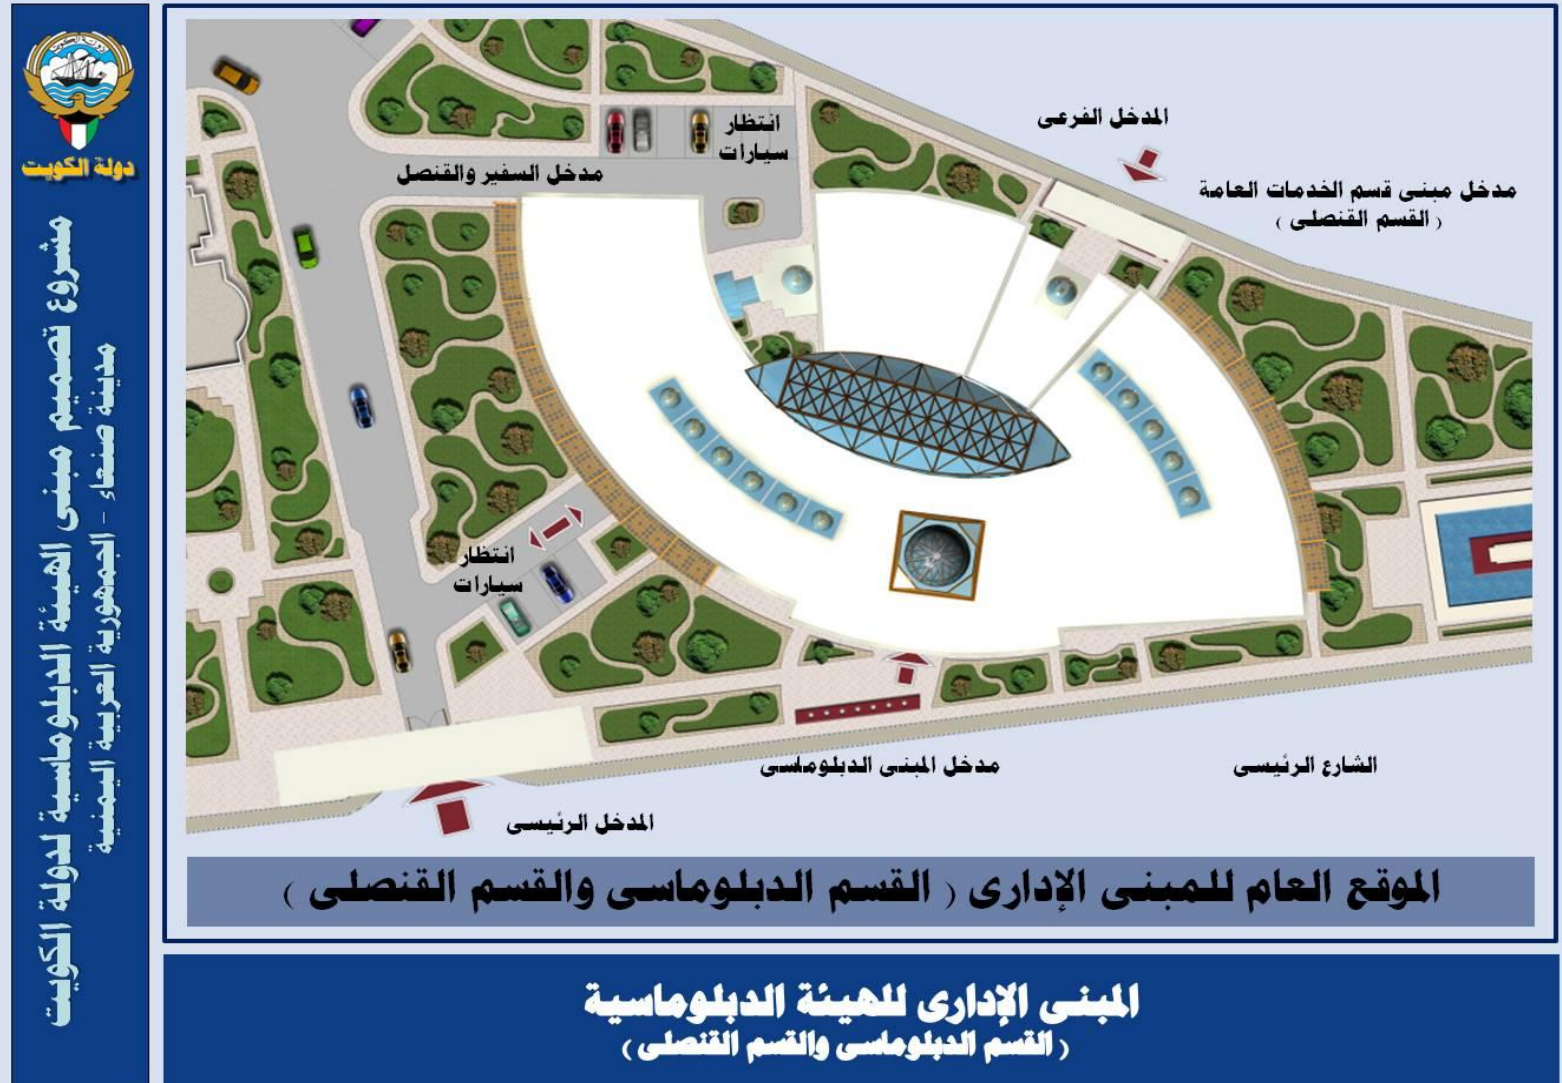 دولة الكويت
مشروع تصميم مبنى الهيئة الدبلوماسية لدولة الكويت
مدينة صنعاء - الجمهورية العربية اليمنية
المدخل الفرعى
انتظار
سيارات
مدخل السفير والقنصل
مدخل مبنى قسم الخدمات العامة
( القسم القنصلى )
انتظار
سيارات
مدخل المبنى الدبلوماسى
الشارع الرئيسى
المدخل الرئيسى
الموقع العام للمبنى الإدارى ( القسم الدبلوماسى والقسم القنصلى )
المبنى الإدارى للهيئة الدبلوماسية
( القسم الدبلوماسى والقسم القنصلى )